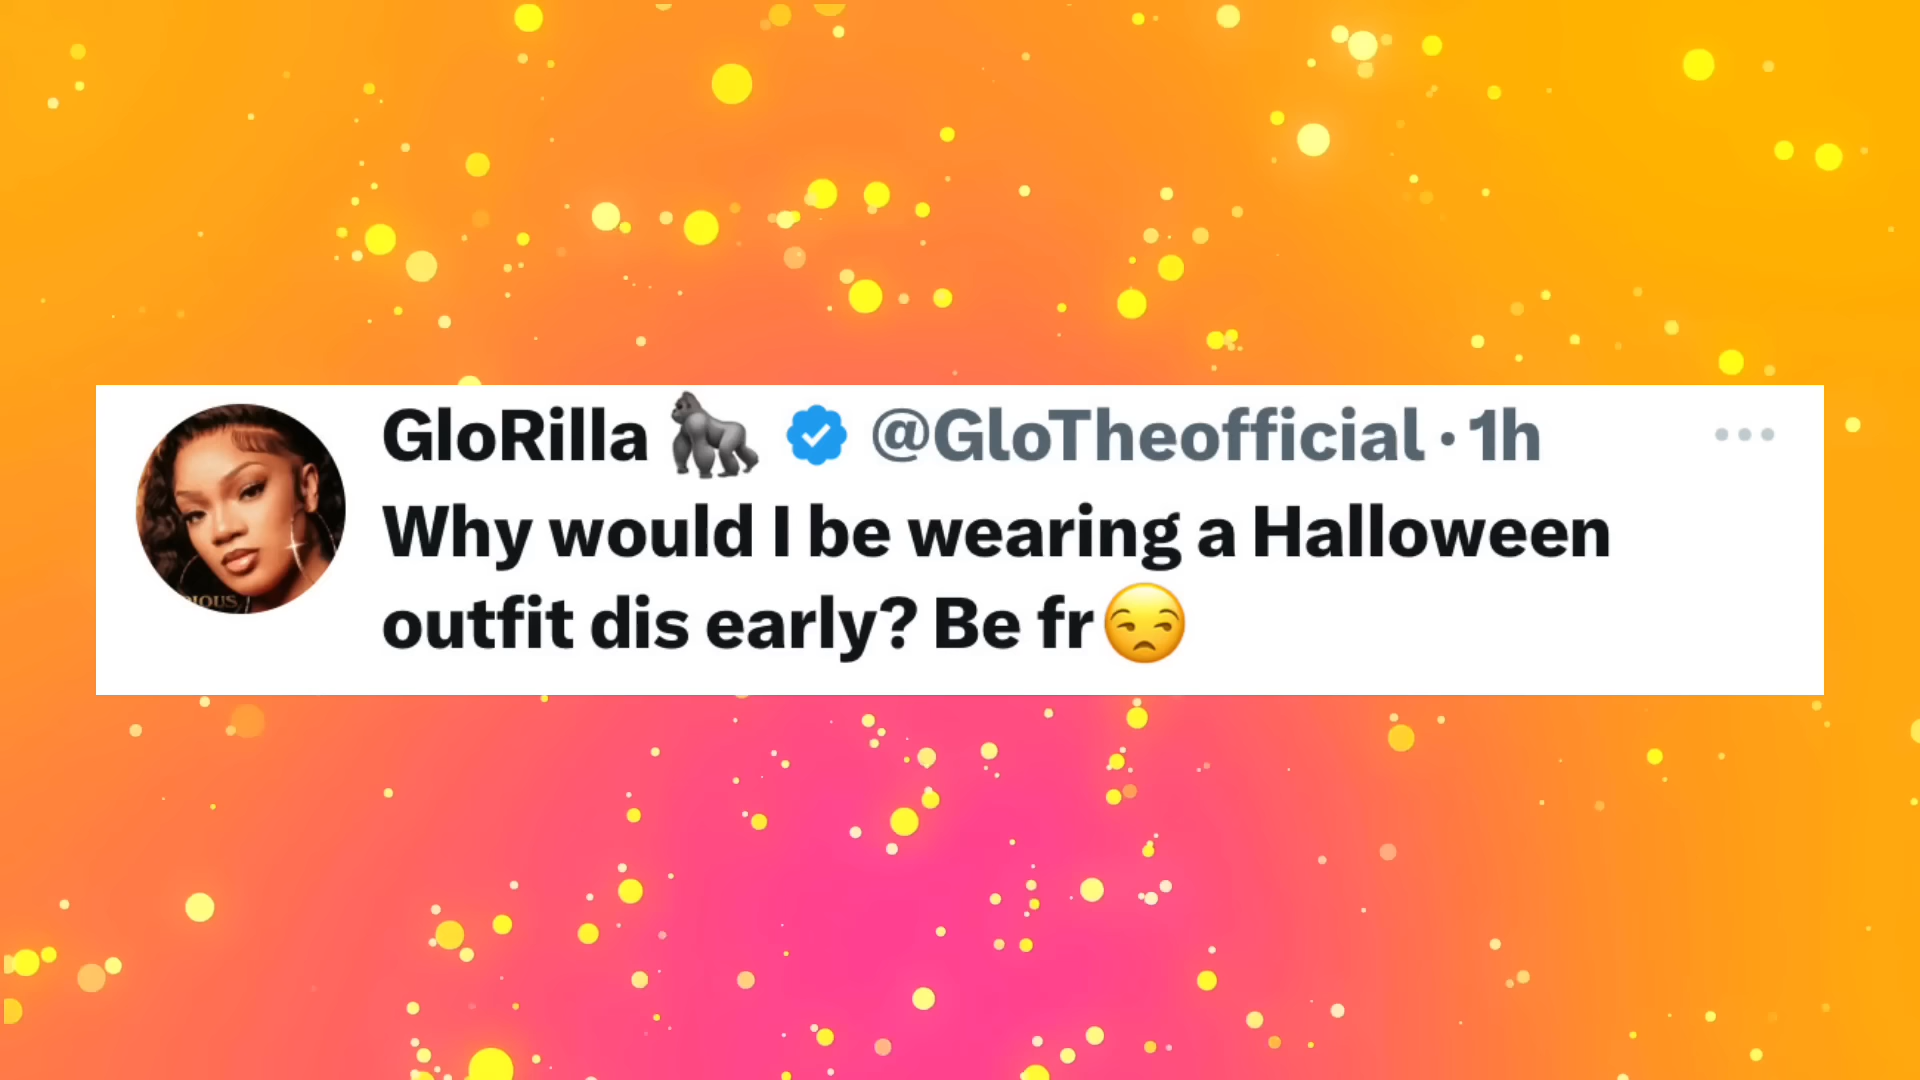 GloRilla🦍 @GloTheofficial · 1h
Why would I be wearing a Halloween
outfit dis early? Be fr😒